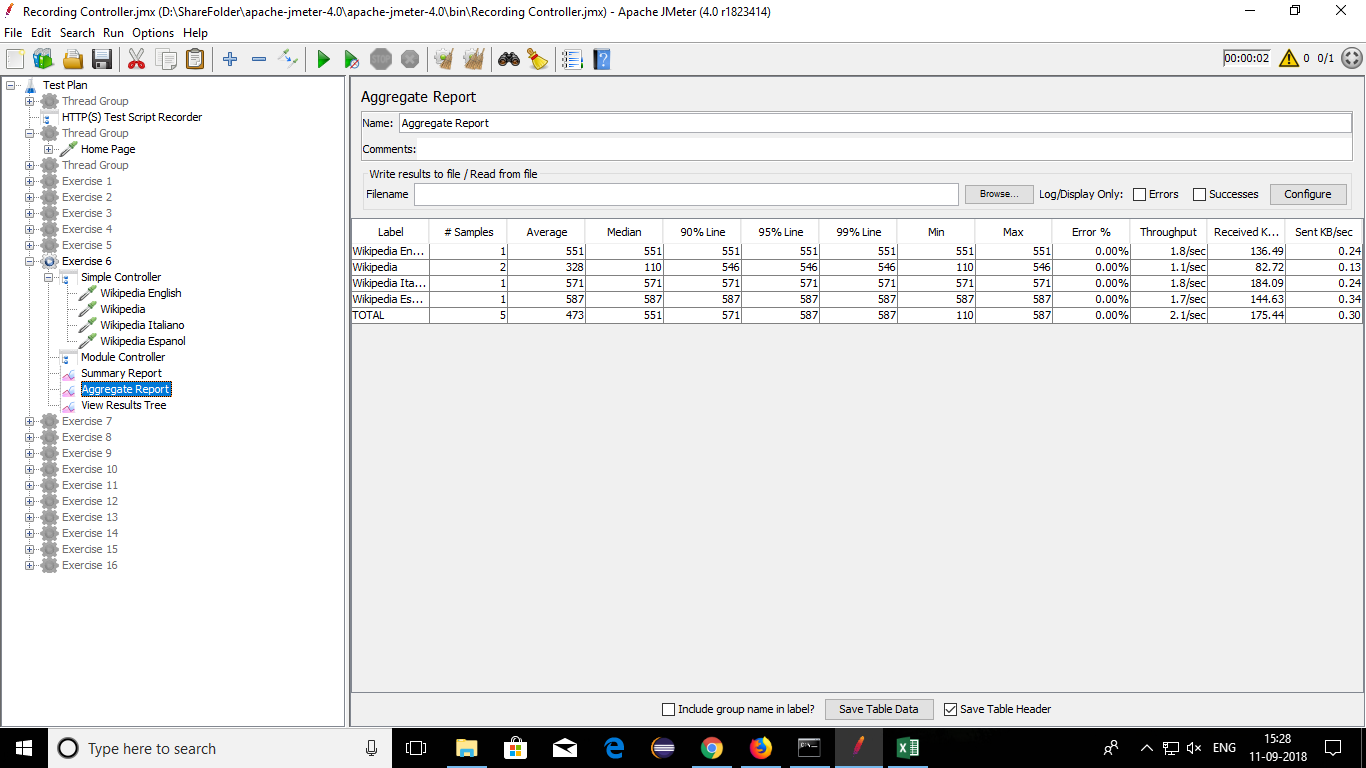 Recording Controller.jmx (D:\ShareFolder\apache-jmeter-4.0\apache-jmeter-4.0\bin\Recording Controller.jmx) - Apache JMeter (4.0 r1823414)
File Edit Search Run Options Help
STOP 00:00:02 0 0/1
Test Plan
Thread Group
HTTP(S) Test Script Recorder
Thread Group
Home Page
Thread Group
Exercise 1
Exercise 2
Exercise 3
Exercise 4
Exercise 5
Exercise 6
Simple Controller
Wikipedia English
Wikipedia
Wikipedia Italiano
Wikipedia Espanol
Module Controller
Summary Report
Aggregate Report
View Results Tree
Exercise 7
Exercise 8
Exercise 9
Exercise 10
Exercise 11
Exercise 12
Exercise 13
Exercise 14
Exercise 15
Exercise 16
Aggregate Report
Name: Aggregate Report
Comments:
Write results to file / Read from file
Filename Browse... Log/Display Only: Errors Successes Configure
Label # Samples Average Median 90% Line 95% Line 99% Line Min Max Error % Throughput Received K... Sent KB/sec
Wikipedia En... 1 551 551 551 551 551 551 551 0.00% 1.8/sec 136.49 0.24
Wikipedia 2 328 110 546 546 546 110 546 0.00% 1.1/sec 82.72 0.13
Wikipedia Ita... 1 571 571 571 571 571 571 571 0.00% 1.8/sec 184.09 0.24
Wikipedia Es... 1 587 587 587 587 587 587 587 0.00% 1.7/sec 144.63 0.34
TOTAL 5 473 551 571 587 587 110 587 0.00% 2.1/sec 175.44 0.30
Include group name in label? Save Table Data Save Table Header
Type here to search
ENG
15:28
11-09-2018